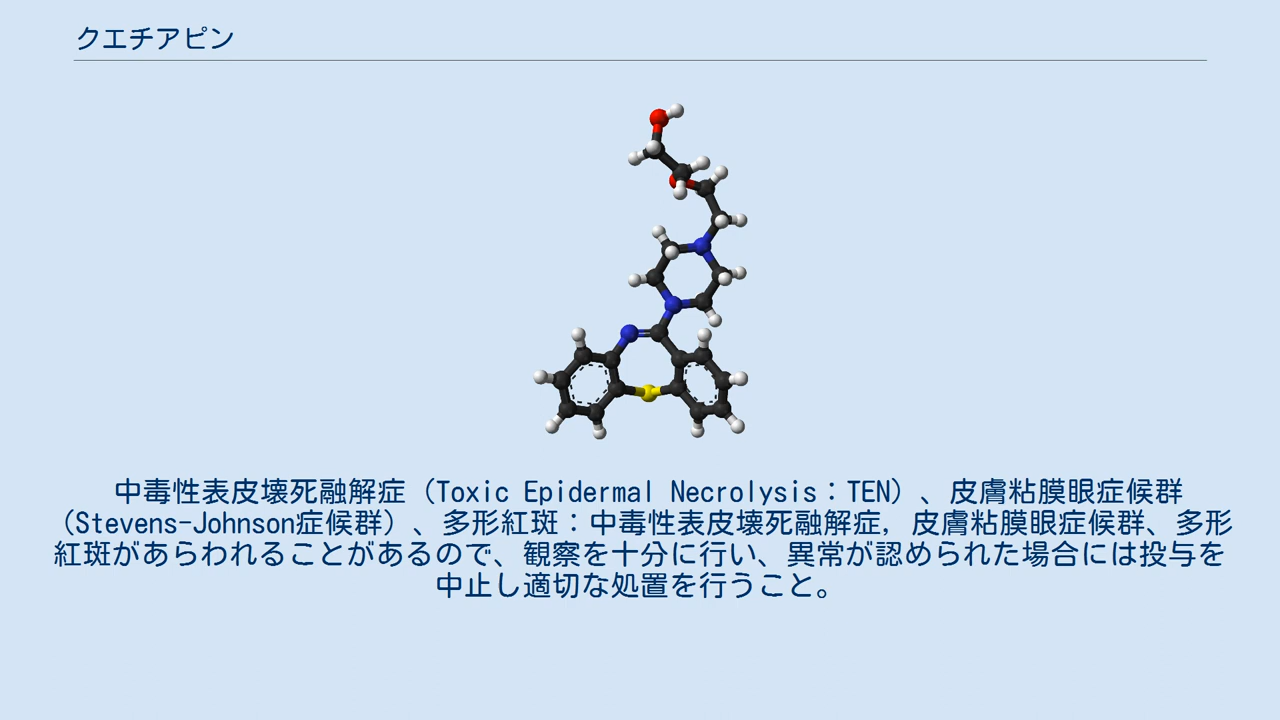 クエチアピン
中毒性表皮壊死融解症（Toxic Epidermal Necrolysis：TEN）、皮膚粘膜眼症候群
（Stevens-Johnson症候群）、多形紅斑：中毒性表皮壊死融解症，皮膚粘膜眼症候群、多形
紅斑があらわれることがあるので、観察を十分に行い、異常が認められた場合には投与を
中止し適切な処置を行うこと。